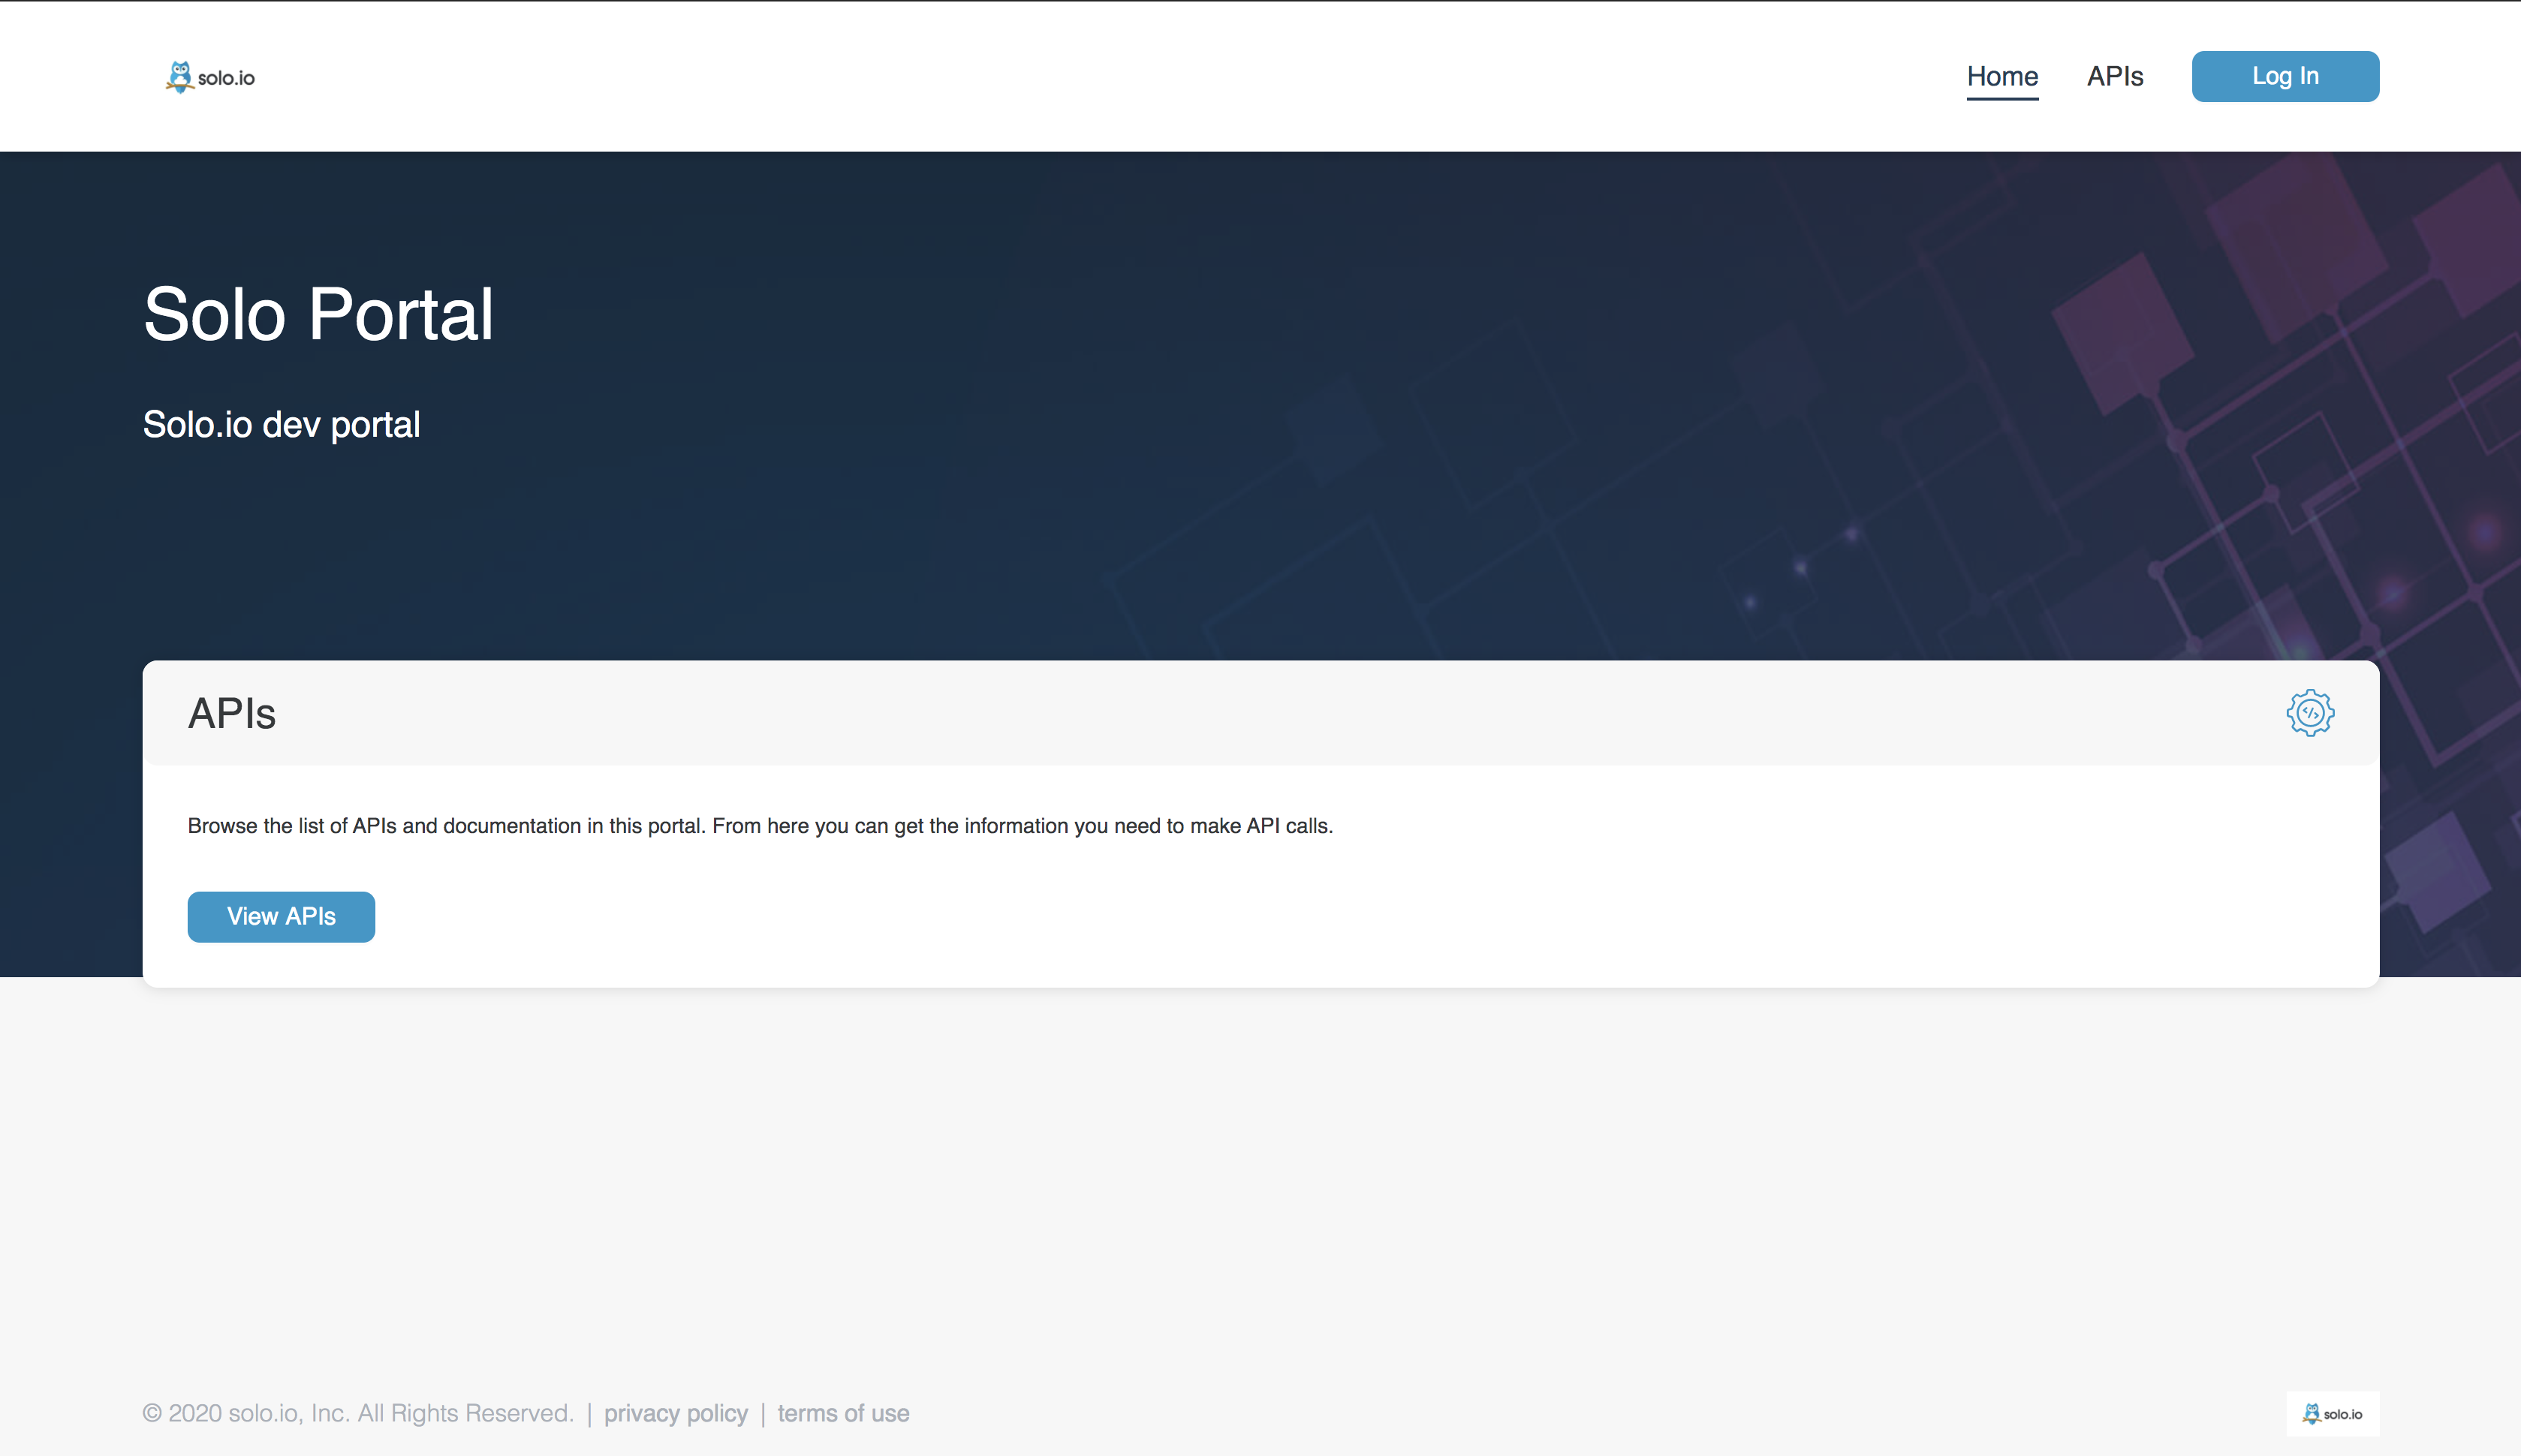 solo.io
Home APIs Log In
Solo Portal
Solo.io dev portal
APIs
</>
Browse the list of APIs and documentation in this portal. From here you can get the information you need to make API calls.
View APIs
© 2020 solo.io, Inc. All Rights Reserved. | privacy policy | terms of use
solo.io